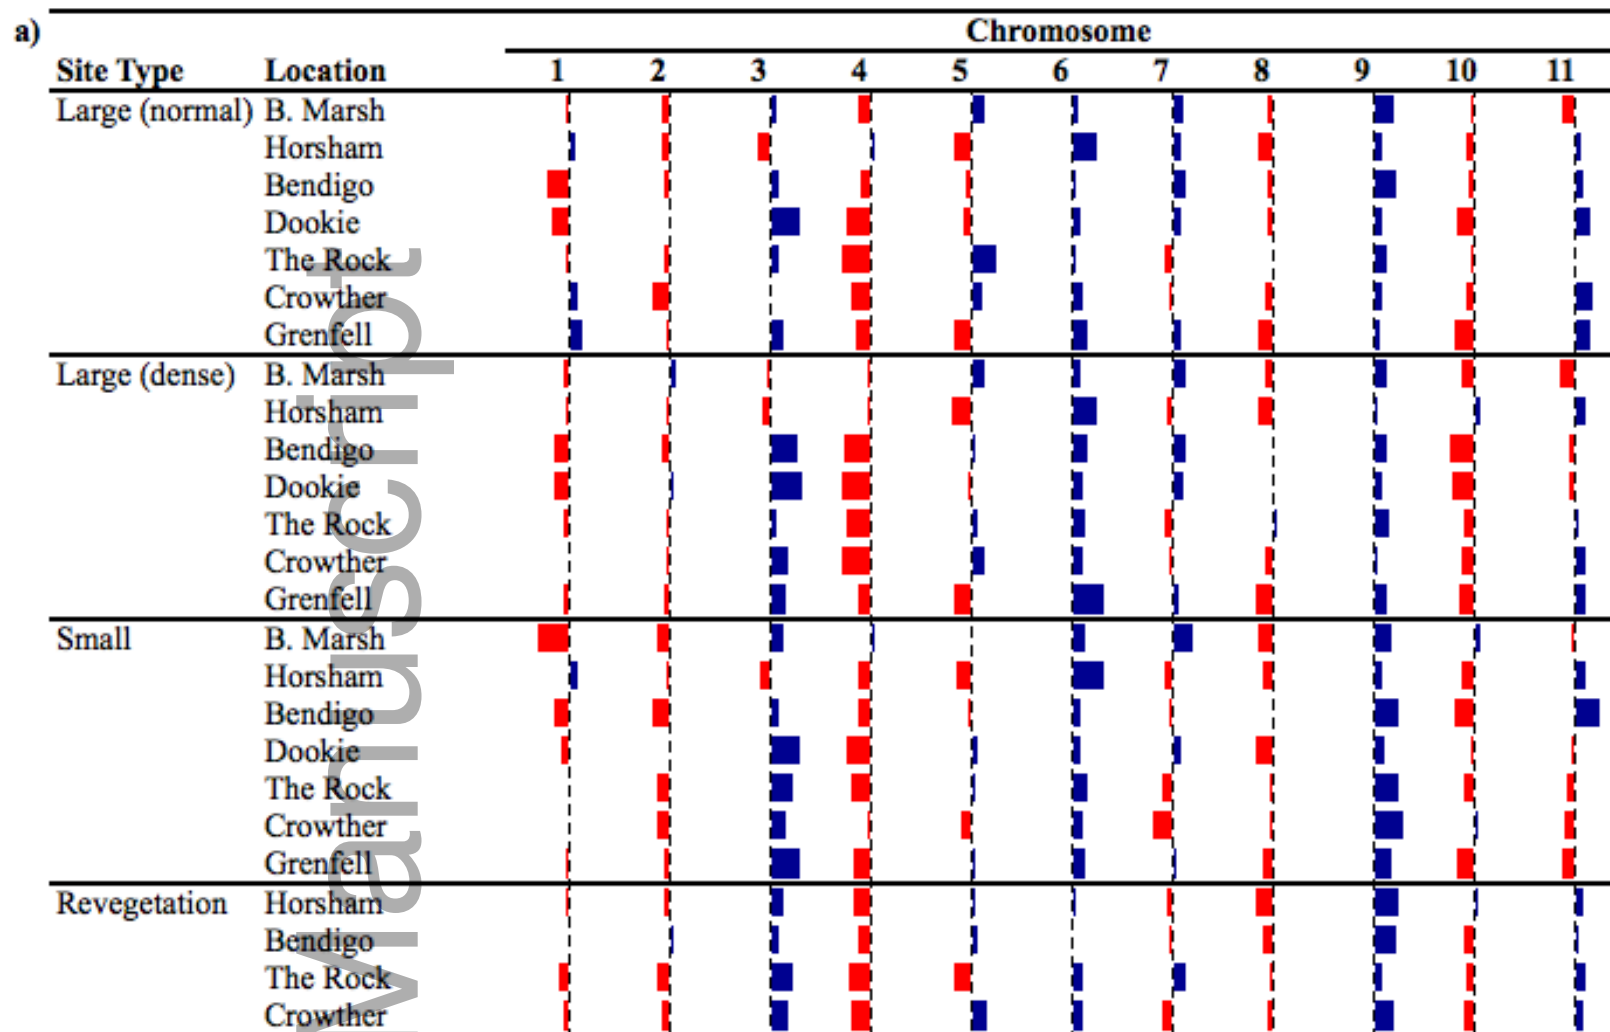 a)
Chromosome
Site Type Location 1 2 3 4 5 6 7 8 9 10 11
Large (normal) B. Marsh
Horsham
Bendigo
Dookie
The Rock
Crowther
Grenfell
Large (dense) B. Marsh
Horsham
Bendigo
Dookie
The Rock
Crowther
Grenfell
Small B. Marsh
Horsham
Bendigo
Dookie
The Rock
Crowther
Grenfell
Revegetation Horsham
Bendigo
The Rock
Crowther
Manuscript